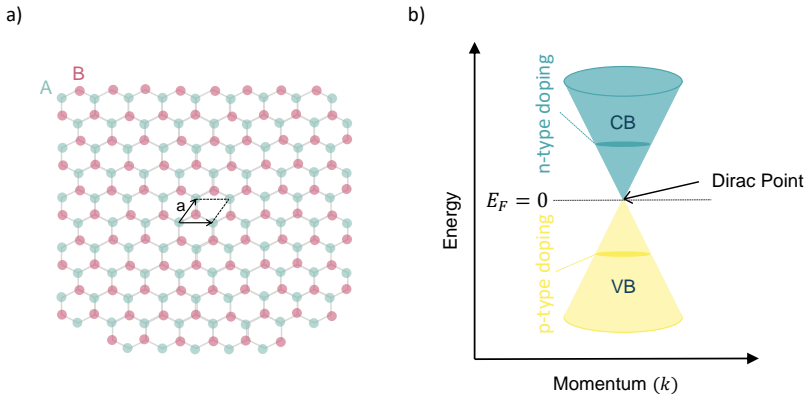 a)
A
B
a
b)
Energy
n-type doping
p-type doping
CB
Dirac Point
E_F = 0
VB
Momentum (k)